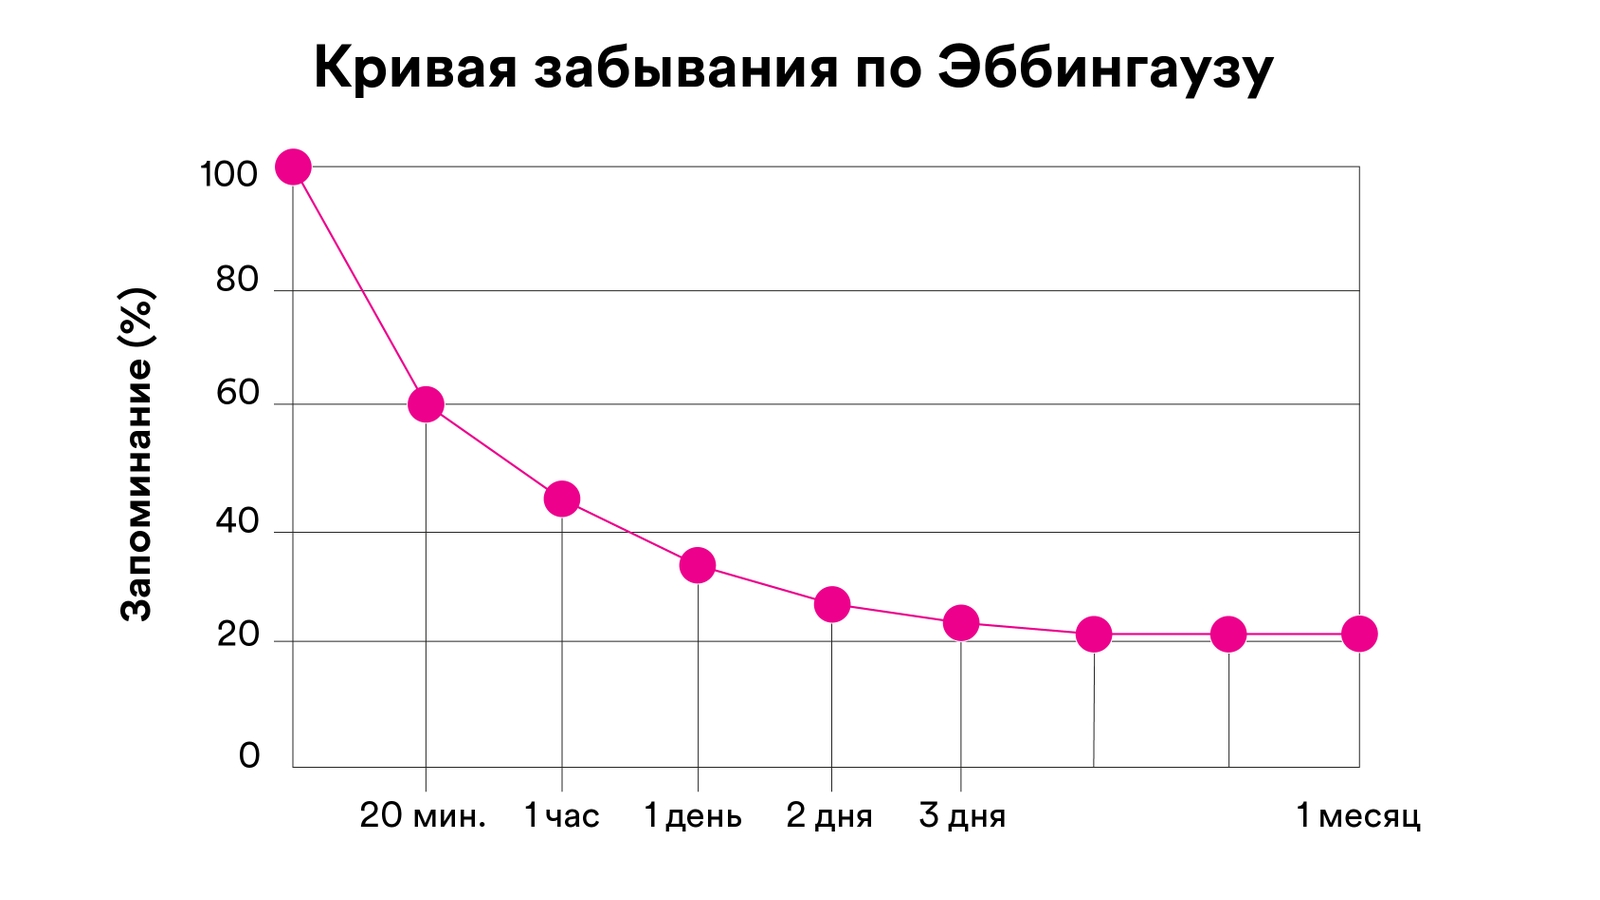 Кривая забывания по Эббингаузу
Запоминание (%)
100
80
60
40
20
0
20 мин.
1 час
1 день
2 дня
3 дня
1 месяц